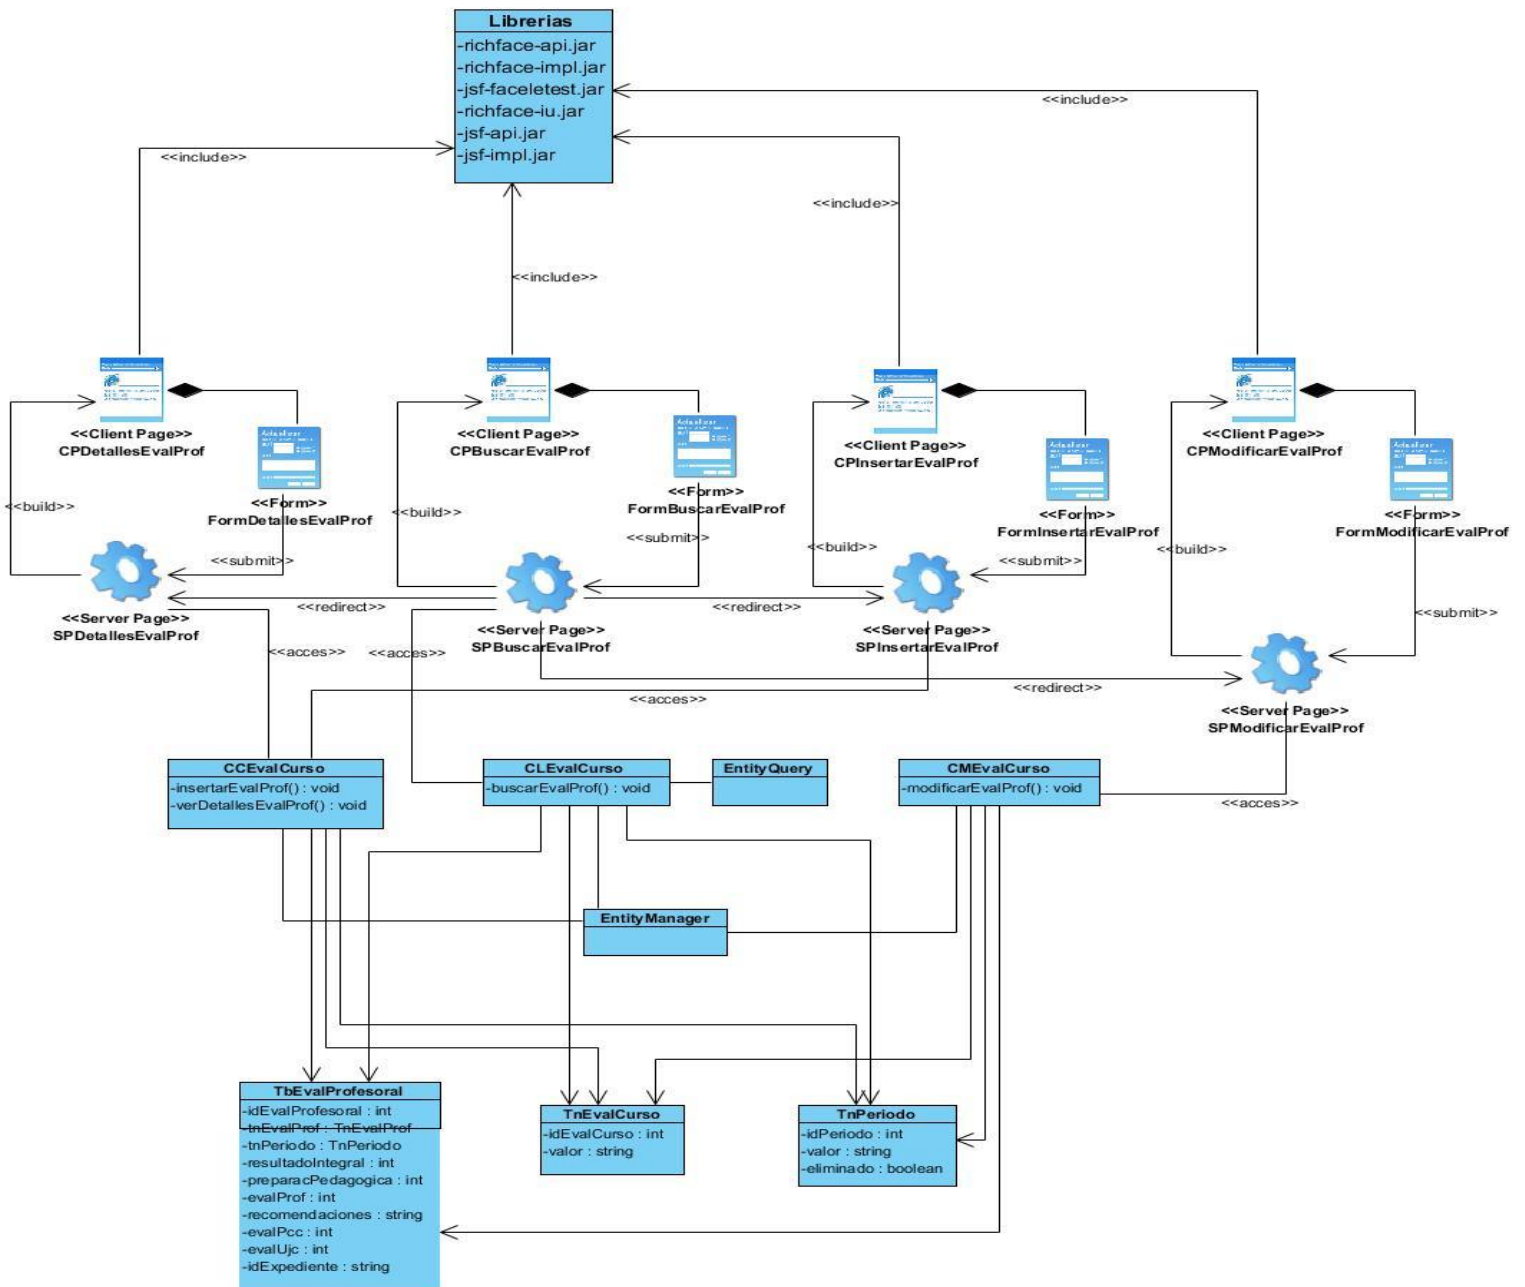 Librerias
-richface-api.jar
-richface-impl.jar
-jsf-faceletest.jar
-richface-iu.jar
-jsf-api.jar
-jsf-impl.jar
<<include>>
<<include>>
<<include>>
<<include>>
<<Client Page>>
CPDetallesEvalProf
<<Client Page>>
CPBuscarEvalProf
<<Client Page>>
CPInsertarEvalProf
<<Client Page>>
CPModificarEvalProf
<<Form>>
FormDetallesEvalProf
<<Form>>
FormBuscarEvalProf
<<Form>>
FormInsertarEvalProf
<<Form>>
FormModificarEvalProf
<<build>>
<<build>>
<<build>>
<<build>>
<<submit>>
<<submit>>
<<submit>>
<<submit>>
<<redirect>>
<<redirect>>
<<Server Page>>
SPDetallesEvalProf
<<Server Page>>
SPBuscarEvalProf
<<Server Page>>
SPInsertarEvalProf
<<acces>>
<<acces>>
<<redirect>>
<<acces>>
<<Server Page>>
SPModificarEvalProf
CCEvalCurso
-insertarEvalProf() : void
-verDetallesEvalProf() : void
CLEvalCurso
-buscarEvalProf() : void
EntityQuery
CMEvalCurso
-modificarEvalProf() : void
<<acces>>
EntityManager
TbEvalProfesoral
-idEvalProfesoral : int
-tnEvalProf : TnEvalProf
-tnPeriodo : TnPeriodo
-resultadoIntegral : int
-preparacPedagogica : int
-evalProf : int
-recomendaciones : string
-evalPcc : int
-evalUjc : int
-idExpediente : string
TnEvalCurso
-idEvalCurso : int
-valor : string
TnPeriodo
-idPeriodo : int
-valor : string
-eliminado : boolean